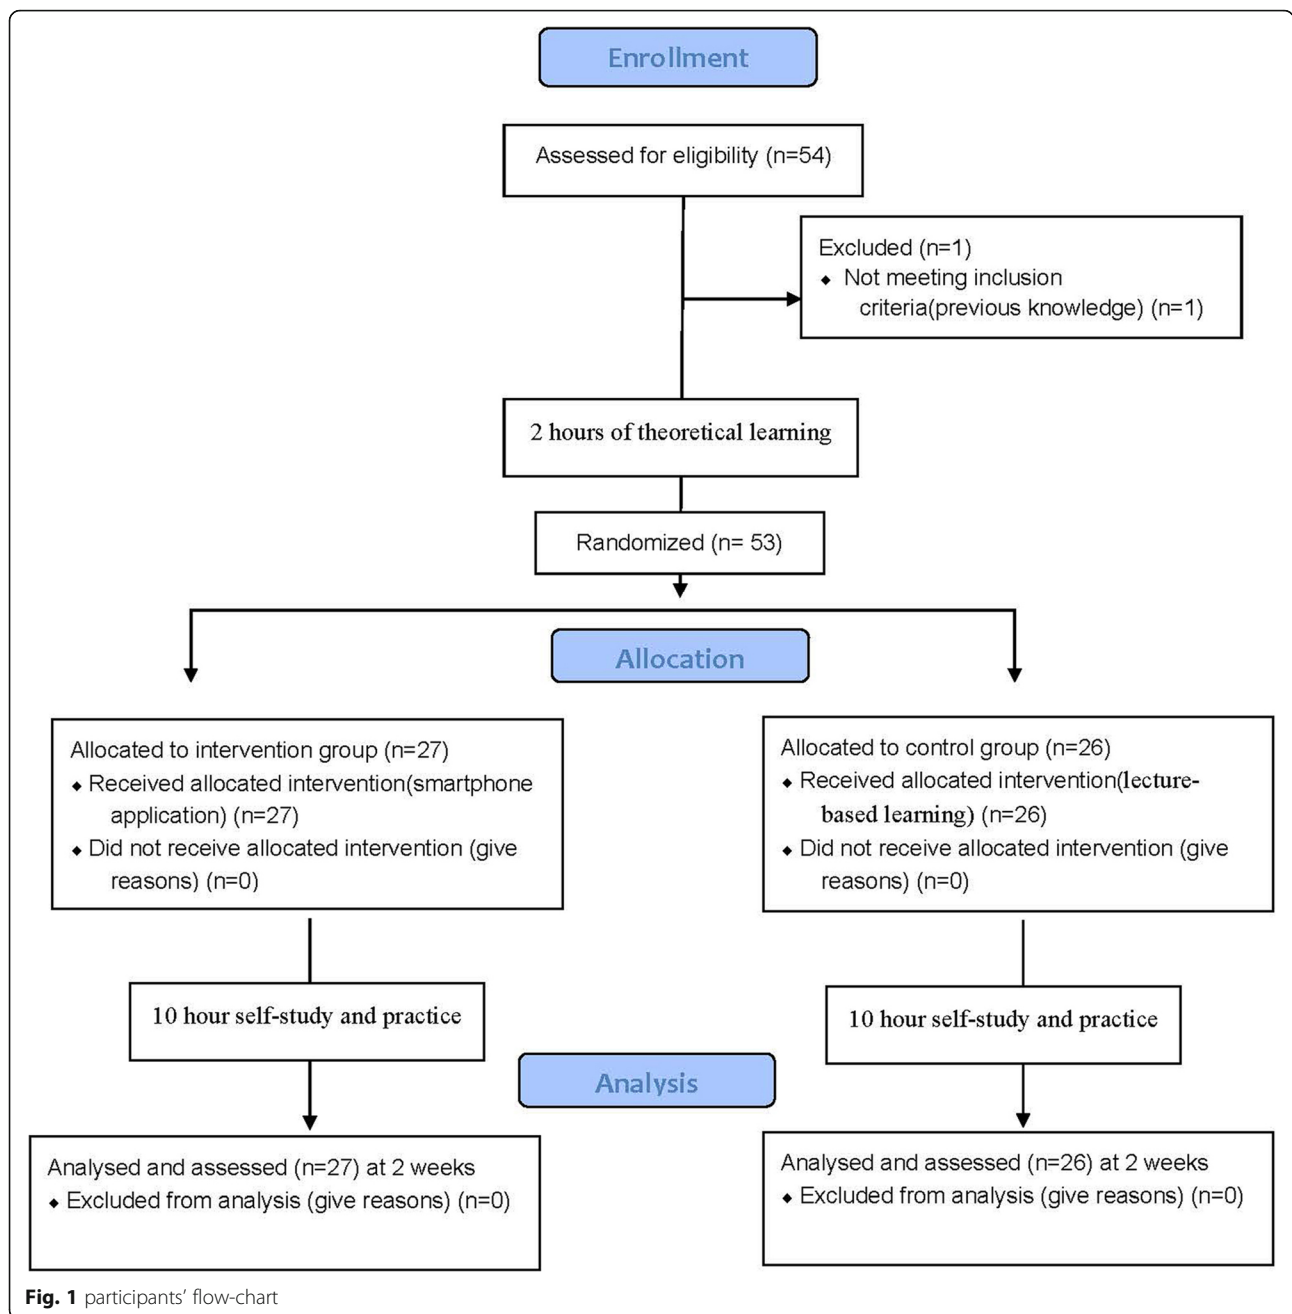 Enrollment
Assessed for eligibility (n=54)
Excluded (n=1)
◆ Not meeting inclusion
criteria(previous knowledge) (n=1)
2 hours of theoretical learning
Randomized (n= 53)
Allocation
Allocated to intervention group (n=27)
◆ Received allocated intervention(smartphone
application) (n=27)
◆ Did not receive allocated intervention (give
reasons) (n=0)
Allocated to control group (n=26)
◆ Received allocated intervention(lecture-
based learning) (n=26)
◆ Did not receive allocated intervention (give
reasons) (n=0)
10 hour self-study and practice
10 hour self-study and practice
Analysis
Analysed and assessed (n=27) at 2 weeks
◆ Excluded from analysis (give reasons) (n=0)
Analysed and assessed (n=26) at 2 weeks
◆ Excluded from analysis (give reasons) (n=0)
Fig. 1 participants' flow-chart